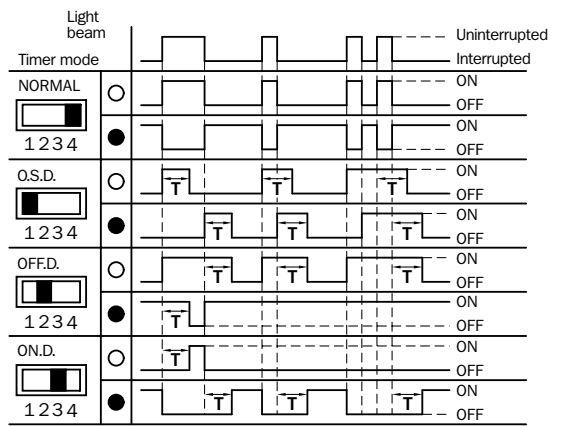 Light
beam
Timer mode
Uninterrupted
Interrupted
NORMAL
1234
ON
OFF
ON
OFF
O.S.D.
1234
T T T
ON
OFF
T T T
ON
OFF
OFF.D.
1234
T T T
ON
OFF
T
ON
OFF
ON.D.
1234
T
ON
OFF
T T T
ON
OFF